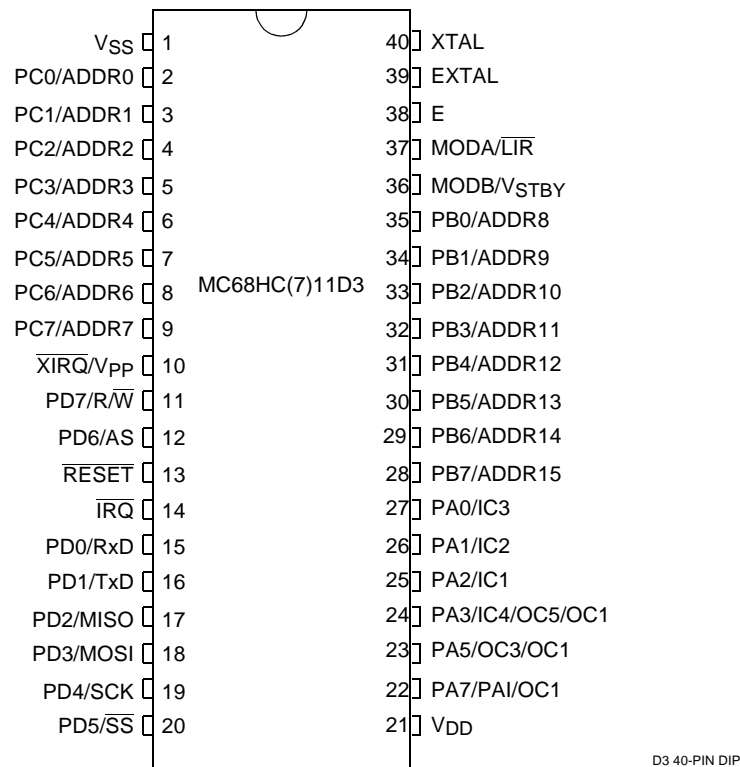 VSS 1
PC0/ADDR0 2
PC1/ADDR1 3
PC2/ADDR2 4
PC3/ADDR3 5
PC4/ADDR4 6
PC5/ADDR5 7
PC6/ADDR6 8
PC7/ADDR7 9
X̅I̅R̅Q̅/VPP 10
PD7/R/W̅ 11
PD6/AS 12
R̅E̅S̅E̅T̅ 13
I̅R̅Q̅ 14
PD0/RxD 15
PD1/TxD 16
PD2/MISO 17
PD3/MOSI 18
PD4/SCK 19
PD5/S̅S̅ 20
MC68HC(7)11D3
40 XTAL
39 EXTAL
38 E
37 MODA/L̅I̅R̅
36 MODB/VSTBY
35 PB0/ADDR8
34 PB1/ADDR9
33 PB2/ADDR10
32 PB3/ADDR11
31 PB4/ADDR12
30 PB5/ADDR13
29 PB6/ADDR14
28 PB7/ADDR15
27 PA0/IC3
26 PA1/IC2
25 PA2/IC1
24 PA3/IC4/OC5/OC1
23 PA5/OC3/OC1
22 PA7/PAI/OC1
21 VDD
D3 40-PIN DIP